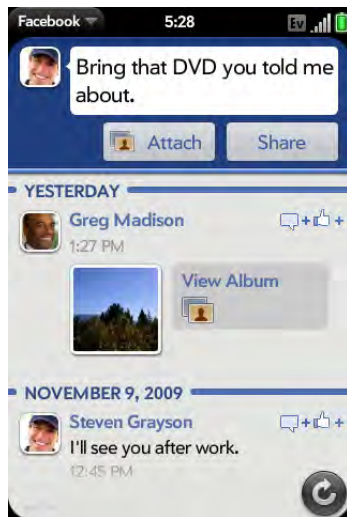 Facebook 5:28 Ev
Bring that DVD you told me
about.
Attach Share
YESTERDAY
Greg Madison
1:27 PM
View Album
NOVEMBER 9, 2009
Steven Grayson
I'll see you after work.
12:45 PM